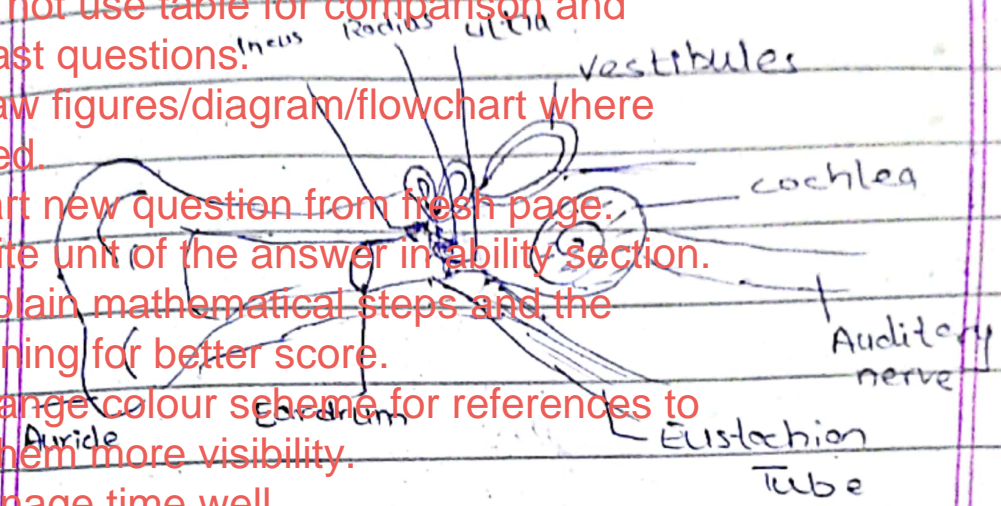 not use table for comparison and
Incus Radius ulna
ast questions.
vestibules
aw figures/diagram/flowchart where
ed.
cochlea
art new question from fresh page.
ite unit of the answer in ability section.
plain mathematical steps and the
ning for better score.
Auditory
nerve
ange colour scheme for references to
Eardrum
Auricle
Eustachion
hem more visibility.
Tube
nage time well